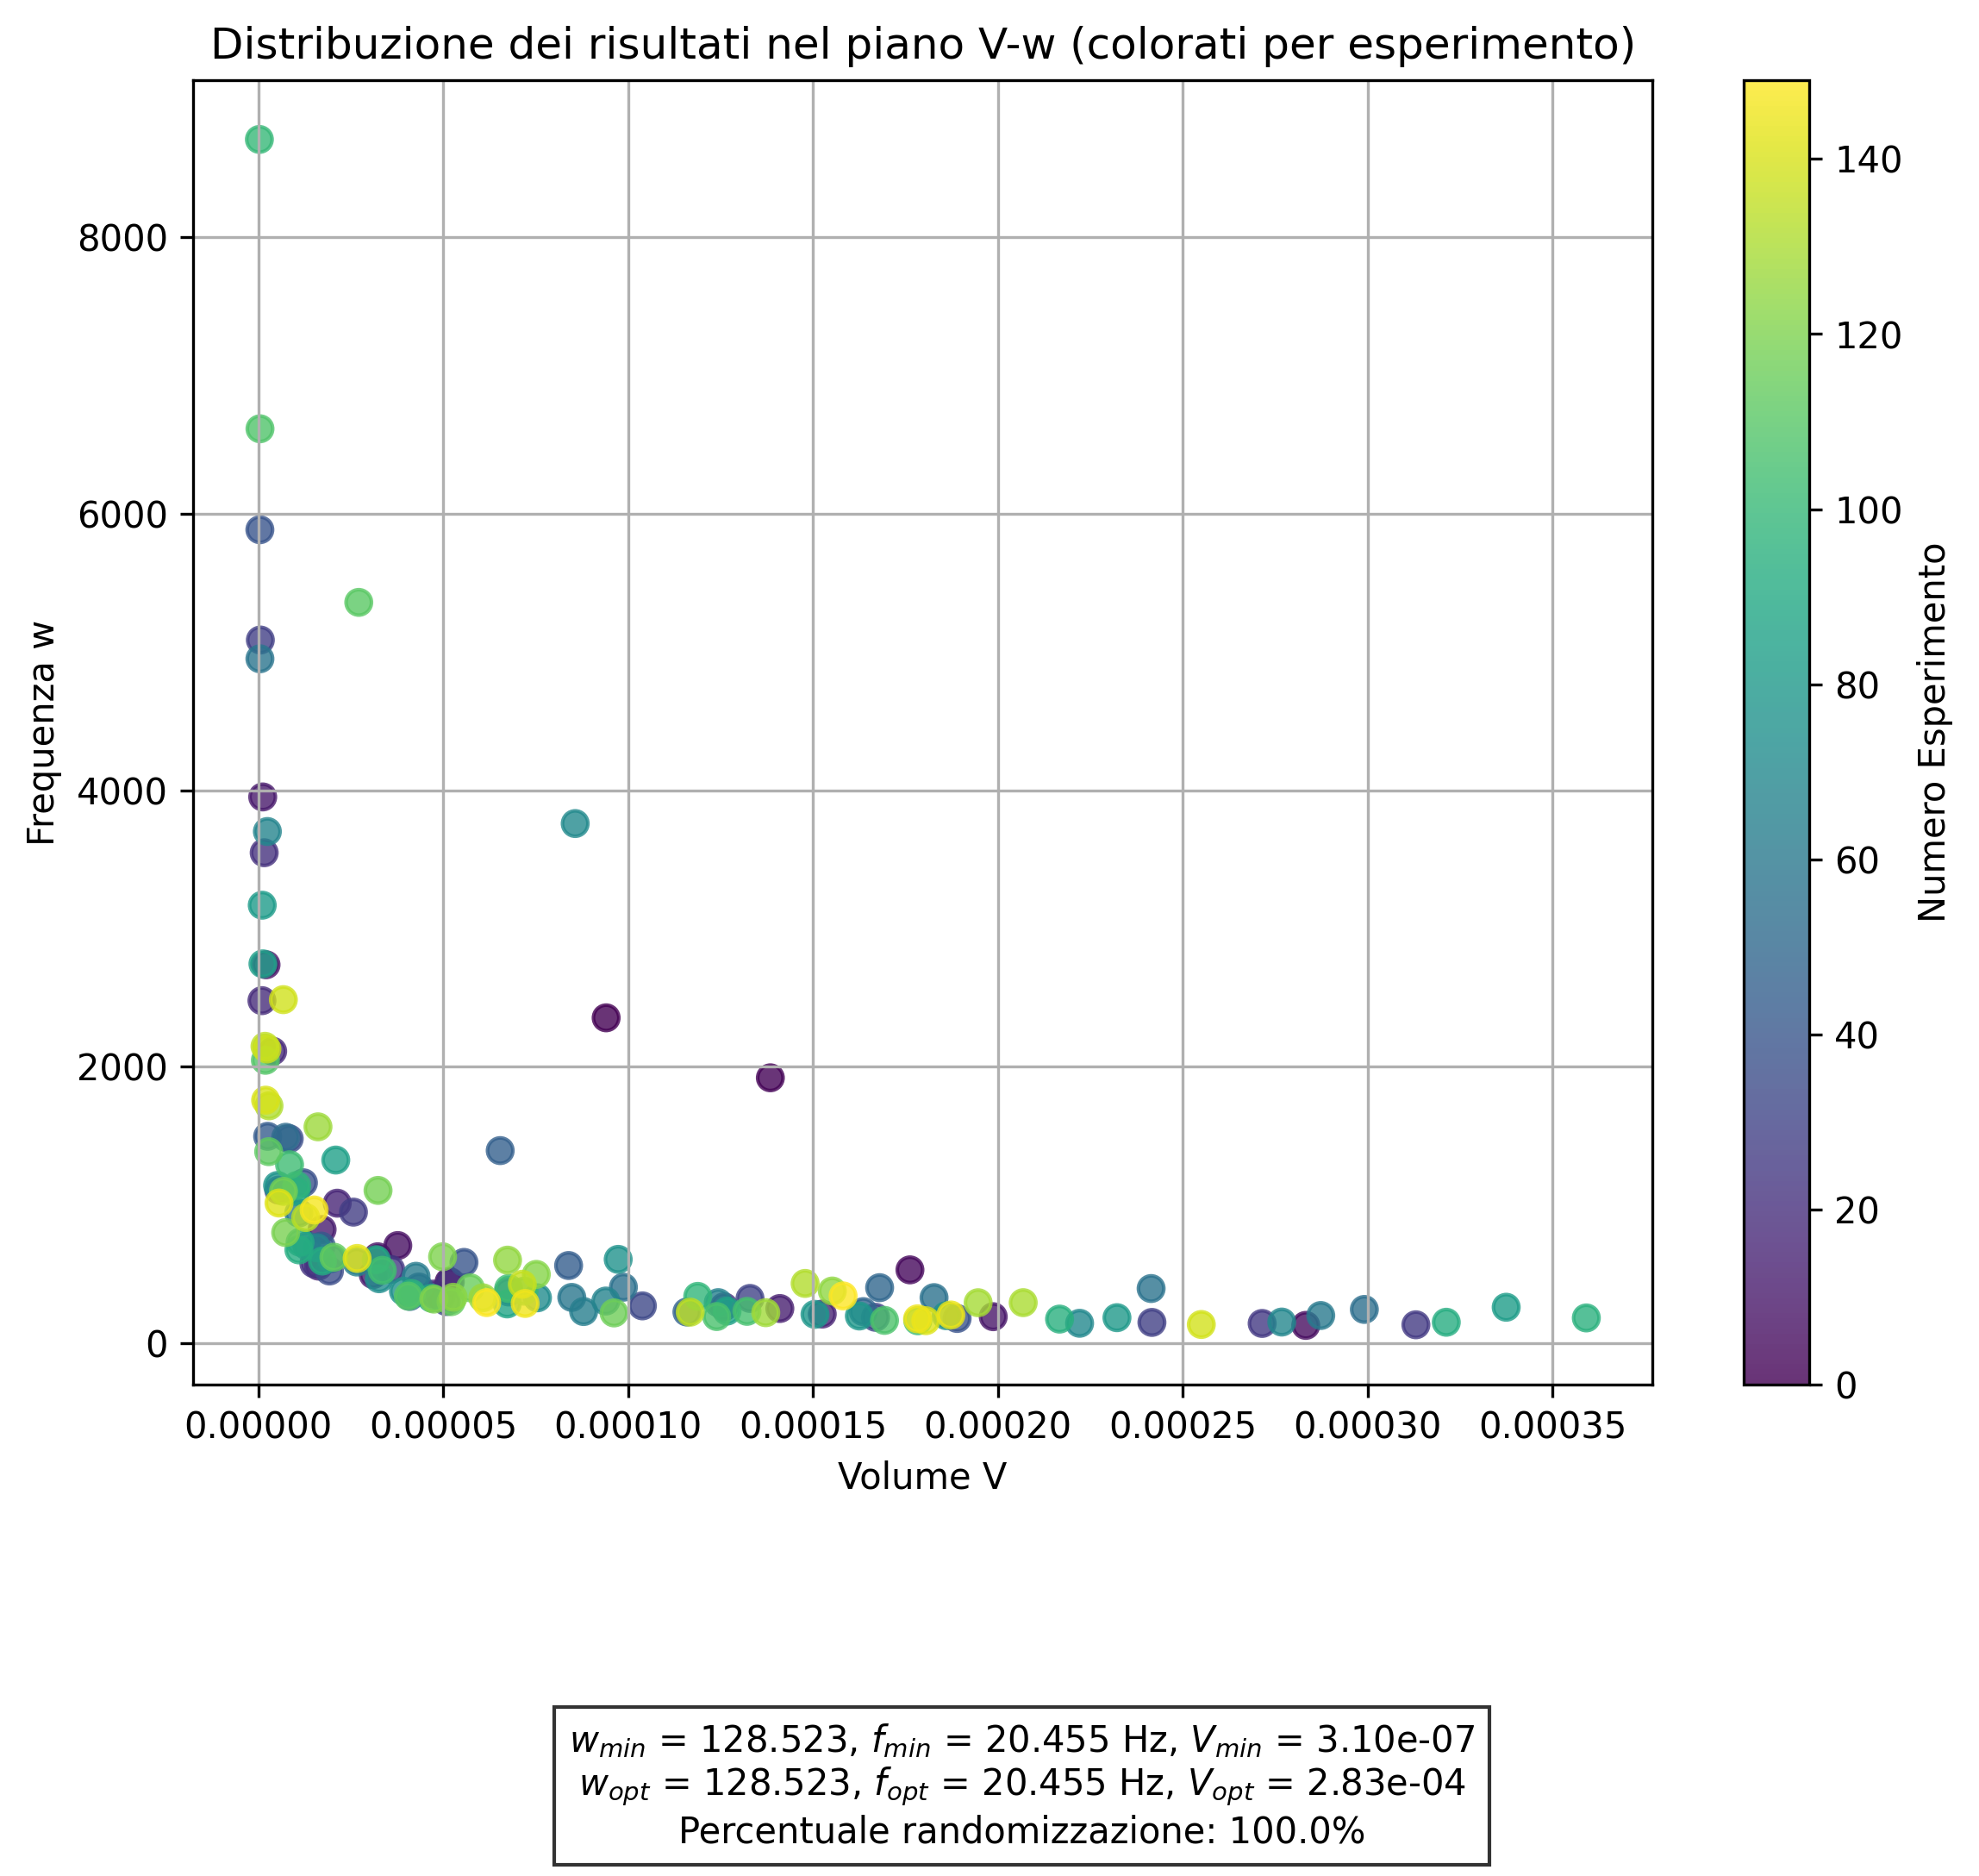 Distribuzione dei risultati nel piano V-w (colorati per esperimento)
8000
6000
4000
2000
0
Frequenza w
0.00000 0.00005 0.00010 0.00015 0.00020 0.00025 0.00030 0.00035
Volume V
140
120
100
80
60
40
20
0
Numero Esperimento
w_min = 128.523, f_min = 20.455 Hz, V_min = 3.10e-07
w_opt = 128.523, f_opt = 20.455 Hz, V_opt = 2.83e-04
Percentuale randomizzazione: 100.0%